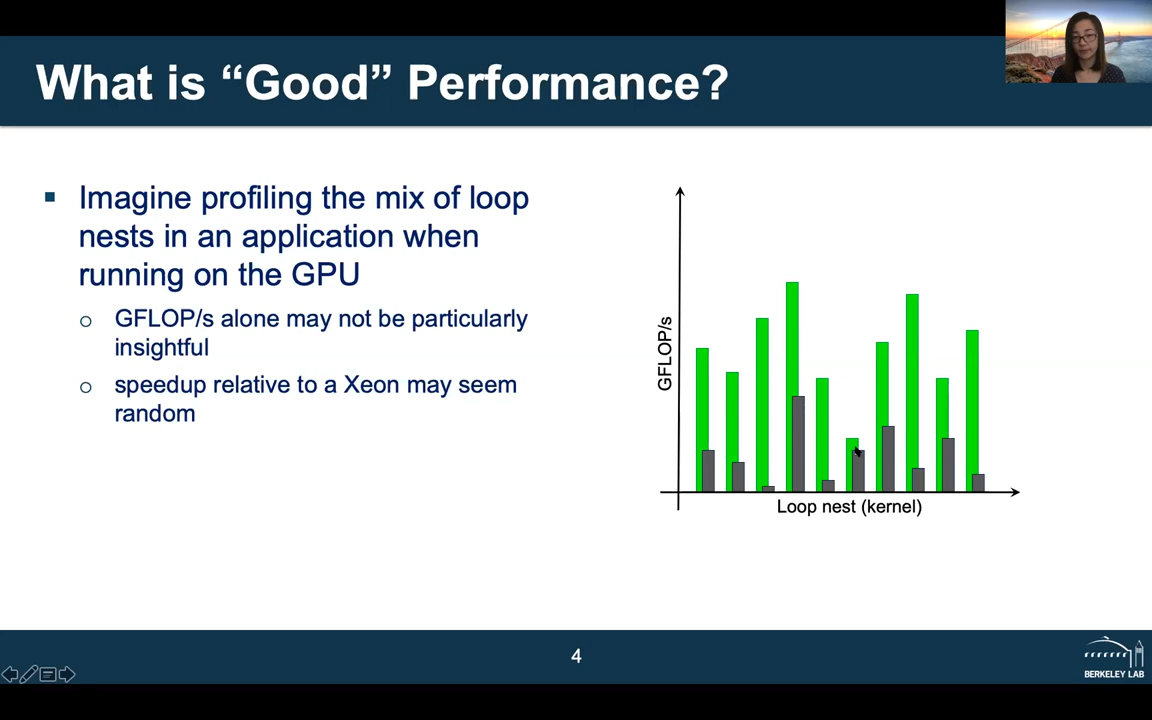 What is “Good” Performance?
▪ Imagine profiling the mix of loop
nests in an application when
running on the GPU
o GFLOP/s alone may not be particularly
insightful
o speedup relative to a Xeon may seem
random
GFLOP/s
Loop nest (kernel)
4
BERKELEY LAB